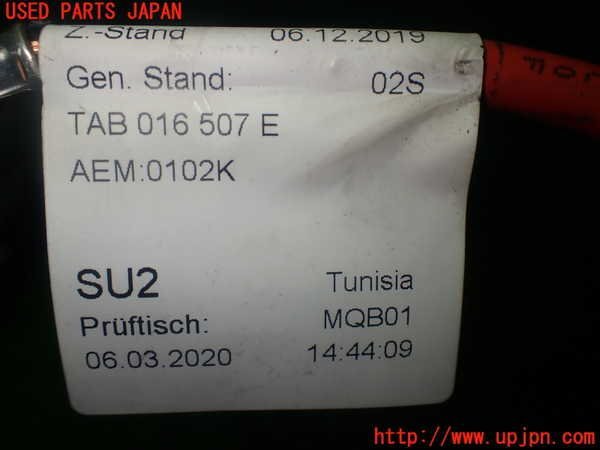 USED PARTS JAPAN
Z.-Stand 06.12.2019
Gen. Stand: 02S
TAB 016 507 E
AEM:0102K
SU2 Tunisia
Prüftisch: MQB01
06.03.2020 14:44:09
http://www.upjpn.com/